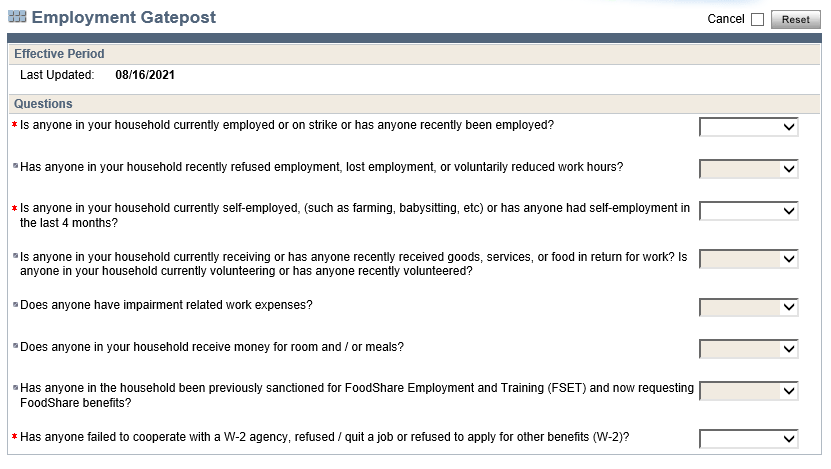 Employment Gatepost
Cancel Reset
Effective Period
Last Updated: 08/16/2021
Questions
* Is anyone in your household currently employed or on strike or has anyone recently been employed?
Has anyone in your household recently refused employment, lost employment, or voluntarily reduced work hours?
* Is anyone in your household currently self-employed, (such as farming, babysitting, etc) or has anyone had self-employment in
the last 4 months?
Is anyone in your household currently receiving or has anyone recently received goods, services, or food in return for work? Is
anyone in your household currently volunteering or has anyone recently volunteered?
Does anyone have impairment related work expenses?
Does anyone in your household receive money for room and / or meals?
Has anyone in the household been previously sanctioned for FoodShare Employment and Training (FSET) and now requesting
FoodShare benefits?
* Has anyone failed to cooperate with a W-2 agency, refused / quit a job or refused to apply for other benefits (W-2)?